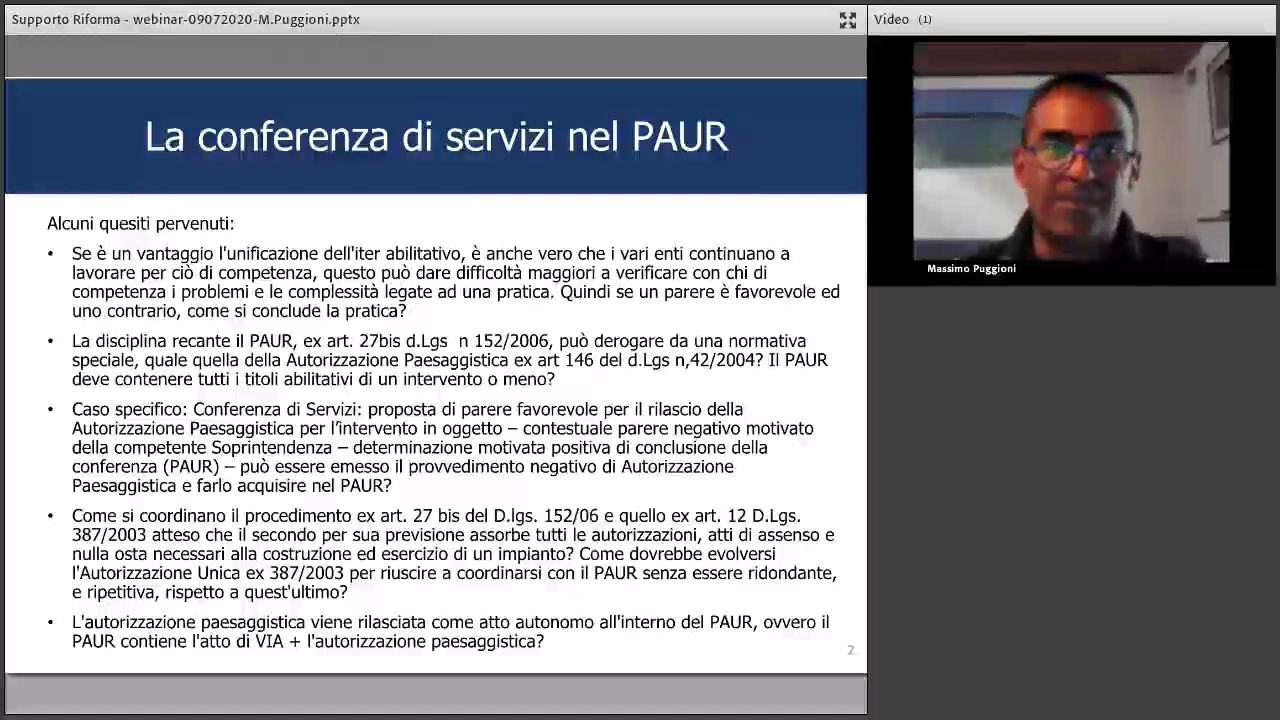 Supporto Riforma - webinar-09072020-M.Puggioni.pptx
Video (1)
Massimo Puggioni
La conferenza di servizi nel PAUR
Alcuni quesiti pervenuti:
• Se è un vantaggio l'unificazione dell'iter abilitativo, è anche vero che i vari enti continuano a
lavorare per ciò di competenza, questo può dare difficoltà maggiori a verificare con chi di
competenza i problemi e le complessità legate ad una pratica. Quindi se un parere è favorevole ed
uno contrario, come si conclude la pratica?
• La disciplina recante il PAUR, ex art. 27bis d.Lgs n 152/2006, può derogare da una normativa
speciale, quale quella della Autorizzazione Paesaggistica ex art 146 del d.Lgs n,42/2004? Il PAUR
deve contenere tutti i titoli abilitativi di un intervento o meno?
• Caso specifico: Conferenza di Servizi: proposta di parere favorevole per il rilascio della
Autorizzazione Paesaggistica per l'intervento in oggetto – contestuale parere negativo motivato
della competente Soprintendenza – determinazione motivata positiva di conclusione della
conferenza (PAUR) – può essere emesso il provvedimento negativo di Autorizzazione
Paesaggistica e farlo acquisire nel PAUR?
• Come si coordinano il procedimento ex art. 27 bis del D.lgs. 152/06 e quello ex art. 12 D.Lgs.
387/2003 atteso che il secondo per sua previsione assorbe tutti le autorizzazioni, atti di assenso e
nulla osta necessari alla costruzione ed esercizio di un impianto? Come dovrebbe evolversi
l'Autorizzazione Unica ex 387/2003 per riuscire a coordinarsi con il PAUR senza essere ridondante,
e ripetitiva, rispetto a quest'ultimo?
• L'autorizzazione paesaggistica viene rilasciata come atto autonomo all'interno del PAUR, ovvero il
PAUR contiene l'atto di VIA + l'autorizzazione paesaggistica?
2